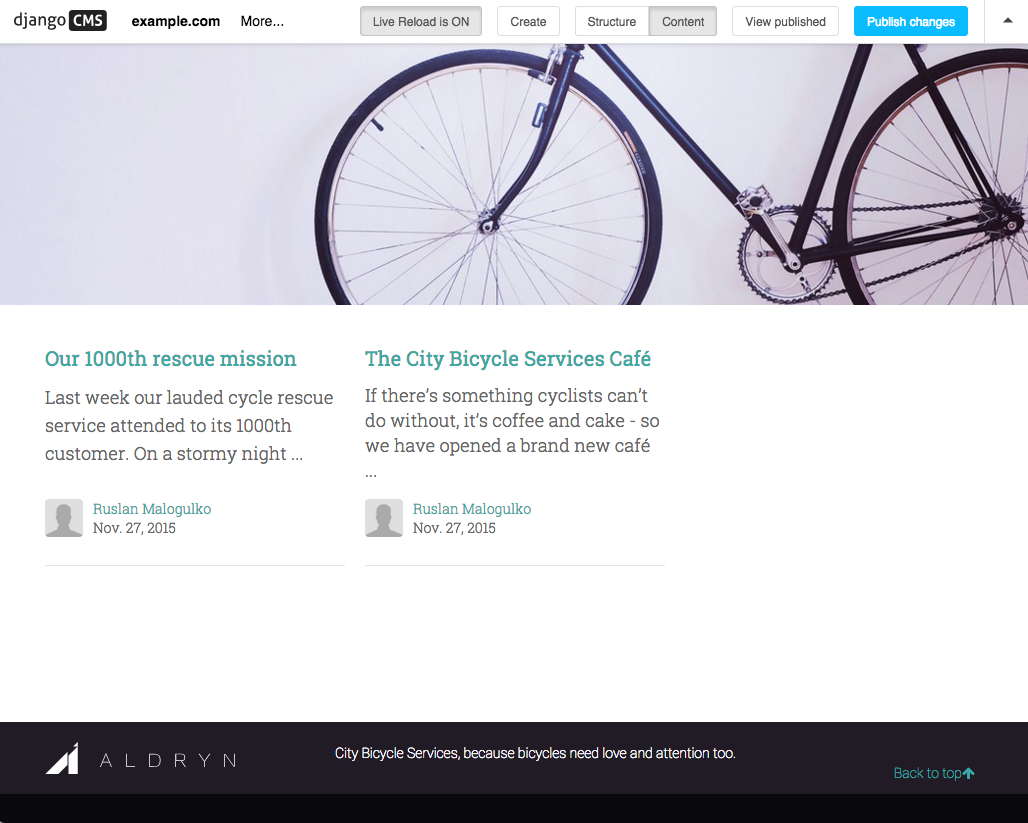 django CMS example.com More... Live Reload is ON Create Structure Content View published Publish changes
Our 1000th rescue mission
Last week our lauded cycle rescue
service attended to its 1000th
customer. On a stormy night ...
Ruslan Malogulko
Nov. 27, 2015
The City Bicycle Services Café
If there’s something cyclists can’t
do without, it’s coffee and cake - so
we have opened a brand new café
...
Ruslan Malogulko
Nov. 27, 2015
ALDRYN
City Bicycle Services, because bicycles need love and attention too.
Back to top